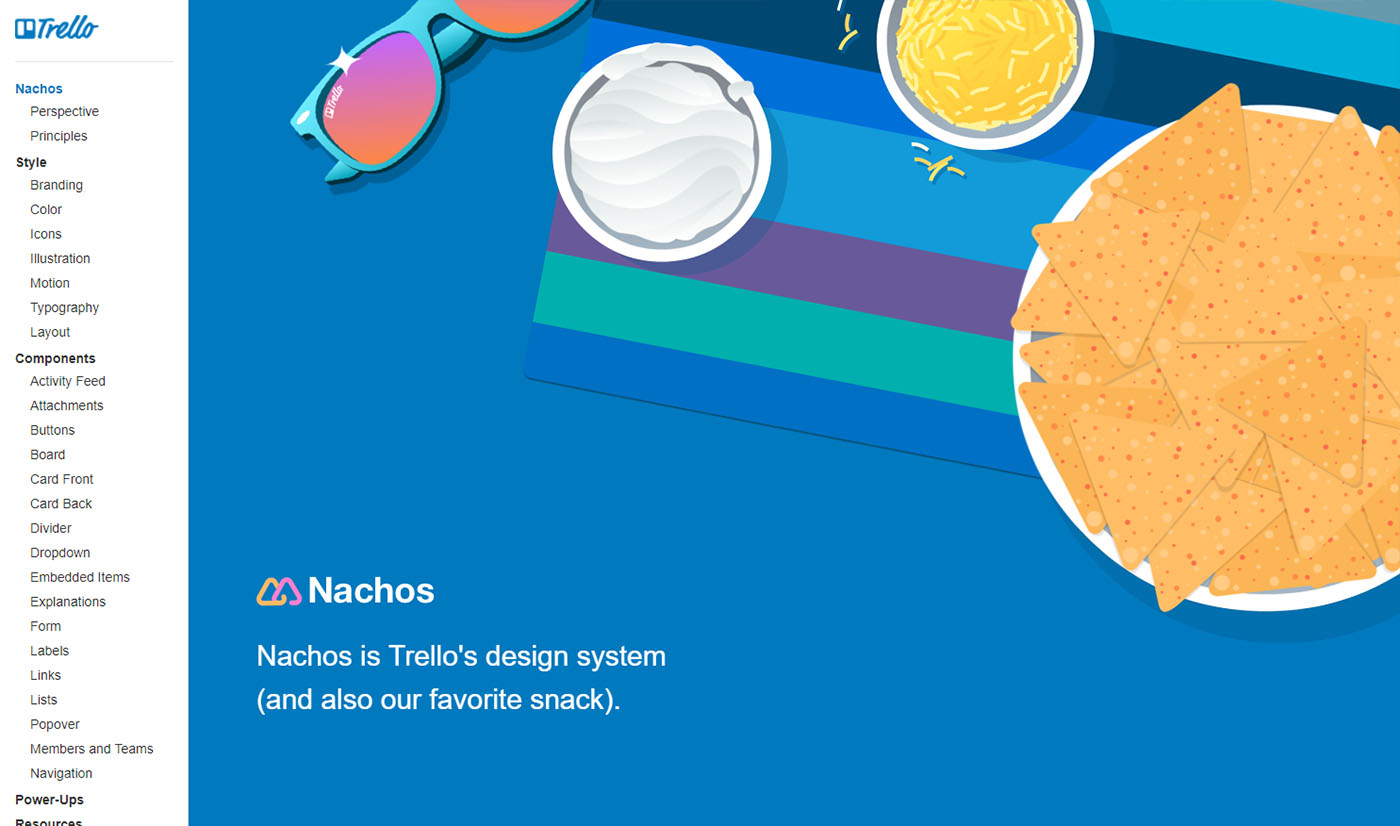 Trello
Nachos
Perspective
Principles
Style
Branding
Color
Icons
Illustration
Motion
Typography
Layout
Components
Activity Feed
Attachments
Buttons
Board
Card Front
Card Back
Divider
Dropdown
Embedded Items
Explanations
Form
Labels
Links
Lists
Popover
Members and Teams
Navigation
Power-Ups
Resources
Trello
Nachos
Nachos is Trello's design system
(and also our favorite snack).